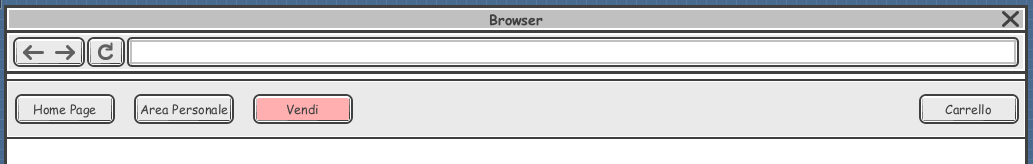 Browser
Home Page
Area Personale
Vendi
Carrello